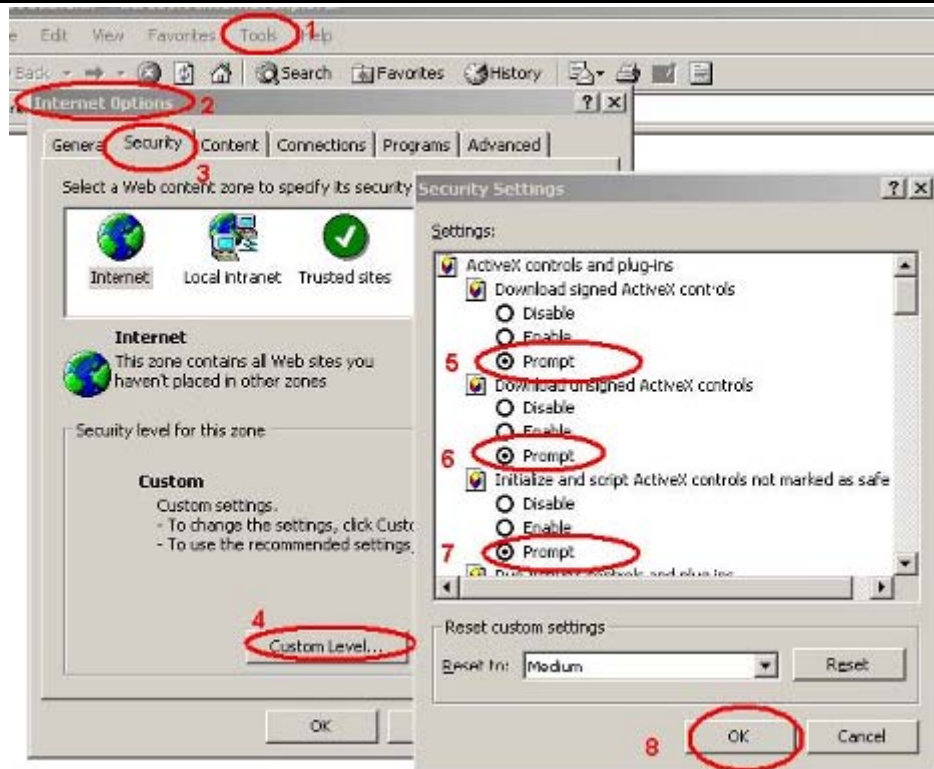 Edit View Favorites Tools Help 1
Back Search Favorites History
Internet Options 2
General Security Content Connections Programs Advanced
3
Select a Web content zone to specify its security
Internet Local intranet Trusted sites
Internet
This zone contains all Web sites you
haven't placed in other zones
Security level for this zone
Custom
Custom settings.
- To change the settings, click Custo
- To use the recommended settings,
4
Custom Level...
OK
Security Settings
Settings:
ActiveX controls and plug-ins
Download signed ActiveX controls
Disable
Enable
5 Prompt
Download unsigned ActiveX controls
Disable
Enable
6 Prompt
Initialize and script ActiveX controls not marked as safe
Disable
Enable
7 Prompt
Run ActiveX controls and plug-ins
Reset custom settings
Reset to: Medium Reset
8 OK Cancel